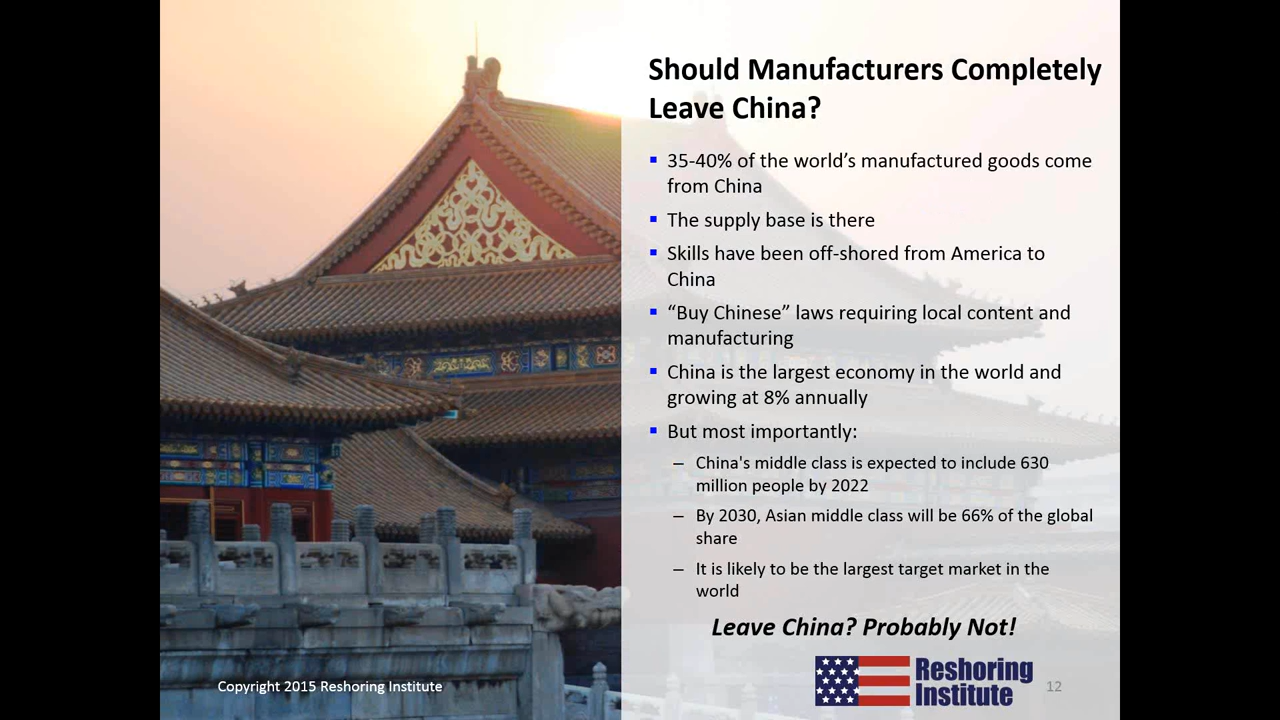 Should Manufacturers Completely
Leave China?
35-40% of the world’s manufactured goods come
from China
The supply base is there
Skills have been off-shored from America to
China
“Buy Chinese” laws requiring local content and
manufacturing
China is the largest economy in the world and
growing at 8% annually
But most importantly:
– China's middle class is expected to include 630
million people by 2022
– By 2030, Asian middle class will be 66% of the global
share
– It is likely to be the largest target market in the
world
Leave China? Probably Not!
Copyright 2015 Reshoring Institute
Reshoring
Institute
12